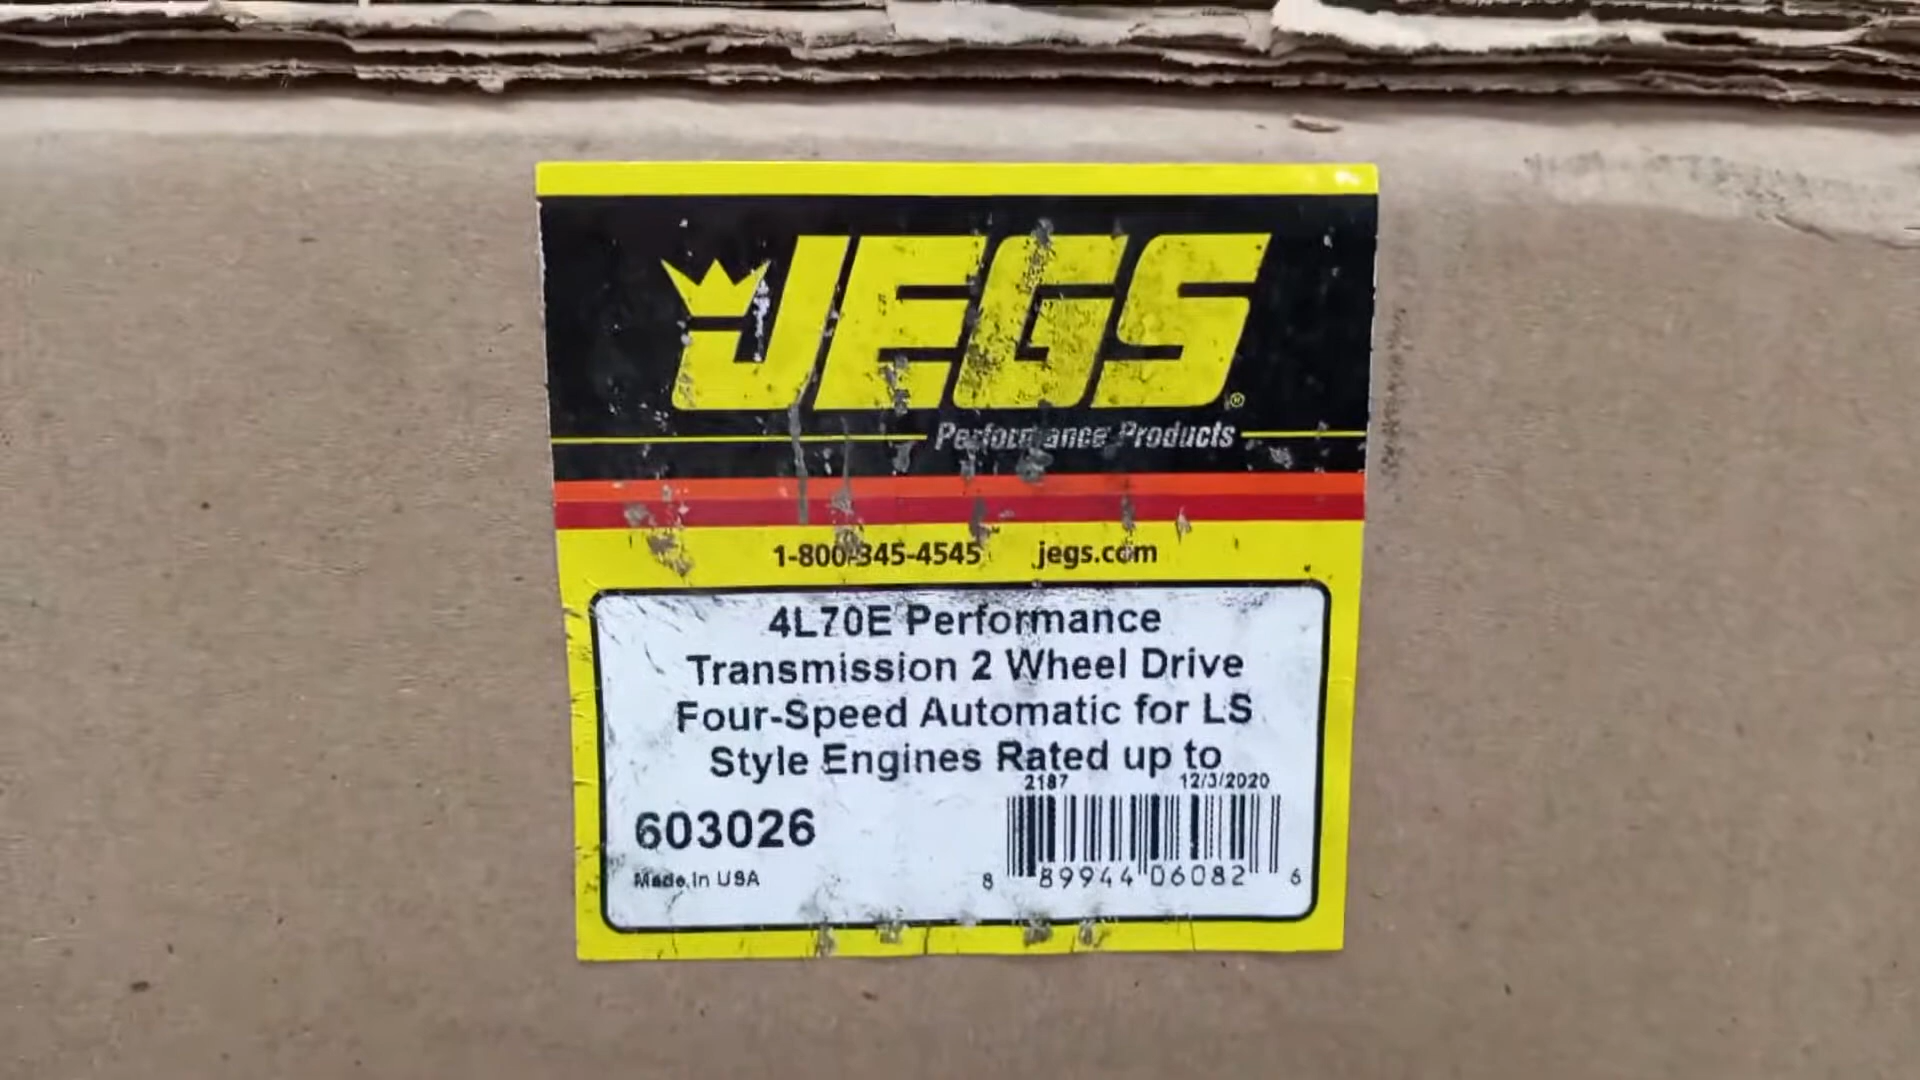 JEGS®
Performance Products
1-800-345-4545 jegs.com
4L70E Performance
Transmission 2 Wheel Drive
Four-Speed Automatic for LS
Style Engines Rated up to
2187 12/3/2020
603026
Made in USA
8 89944 06082 6